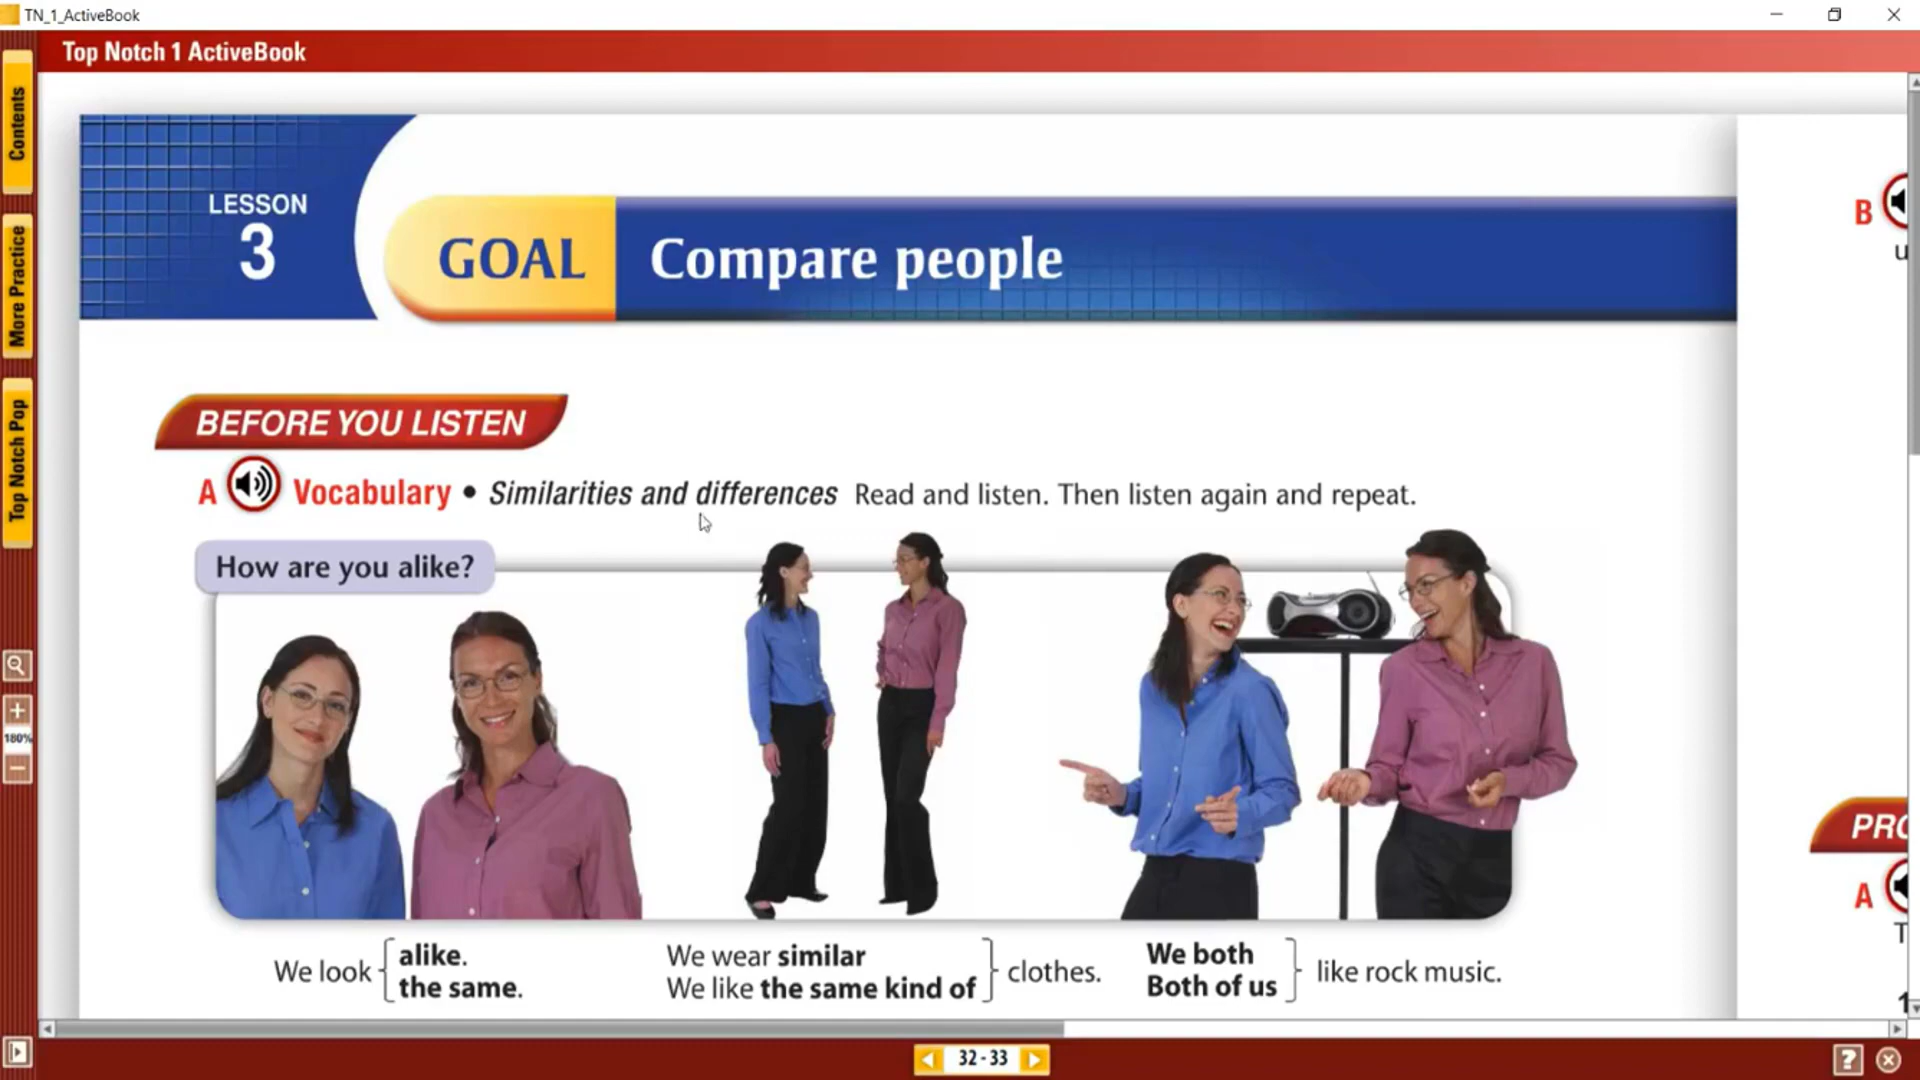 TN_1_ActiveBook
Top Notch 1 ActiveBook
Contents
More Practice
Top Notch Pop
180%
LESSON
3
GOAL
Compare people
BEFORE YOU LISTEN
A Vocabulary • Similarities and differences Read and listen. Then listen again and repeat.
How are you alike?
We look alike.
the same.
We wear similar
We like the same kind of
clothes.
We both
Both of us
like rock music.
B
A
32 - 33
?